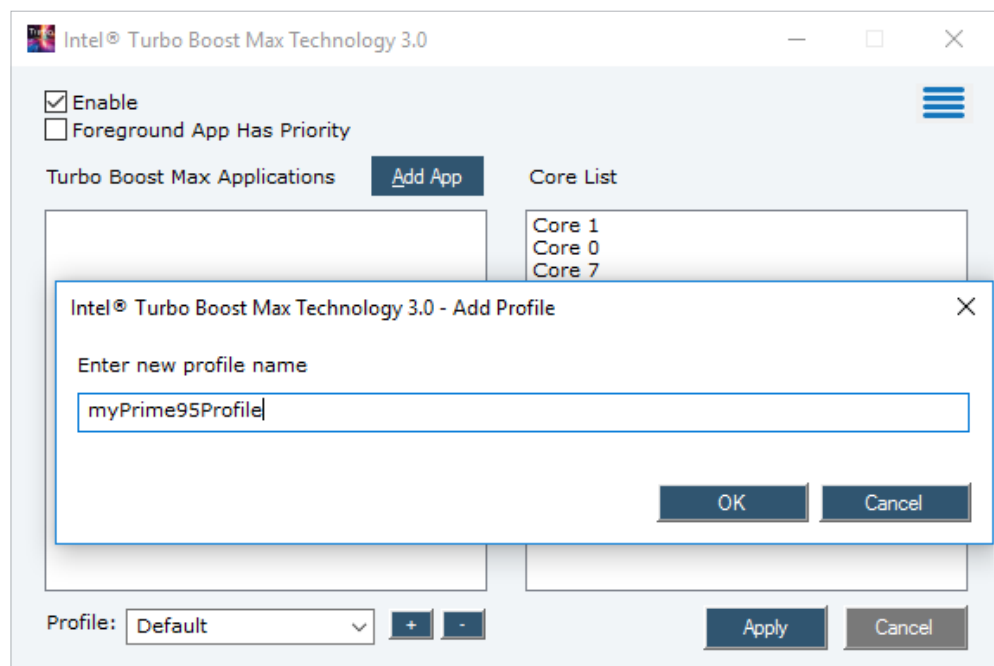 Intel® Turbo Boost Max Technology 3.0
Enable
Foreground App Has Priority
Turbo Boost Max Applications
Add App
Core List
Core 1
Core 0
Core 7
Intel® Turbo Boost Max Technology 3.0 - Add Profile
Enter new profile name
myPrime95Profile
OK
Cancel
Profile:
Default
+
-
Apply
Cancel